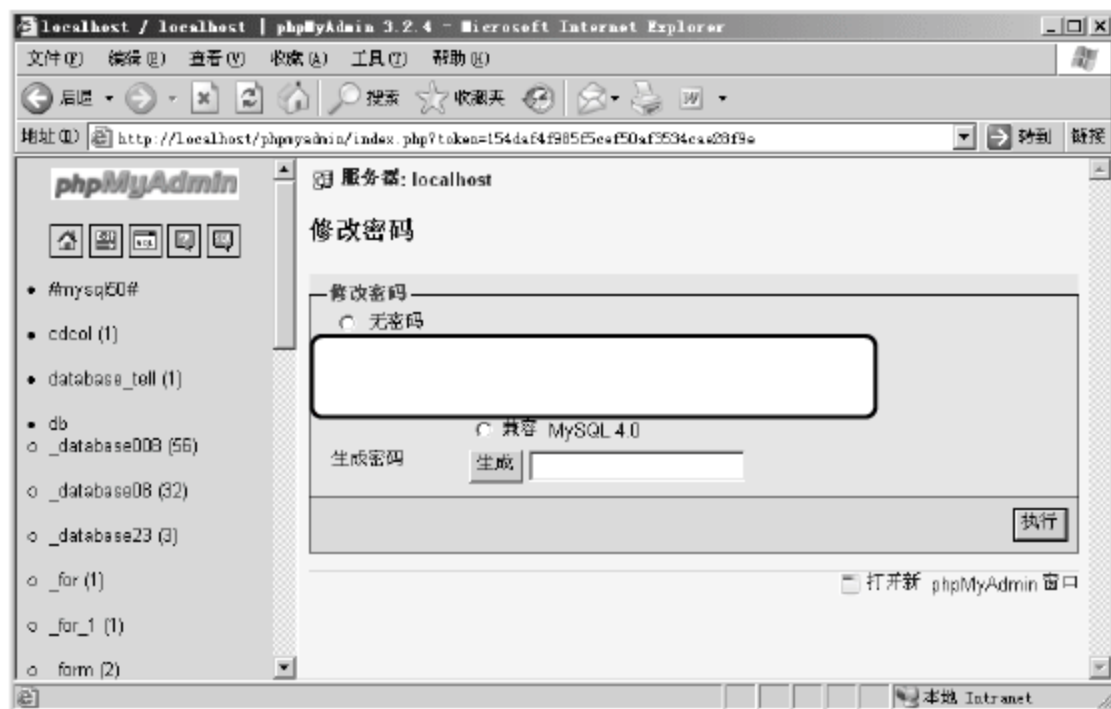 localhost / localhost | phpMyAdmin 3.2.4 - Microsoft Internet Explorer
文件(F) 编辑(E) 查看(V) 收藏(A) 工具(T) 帮助(H)
后退 搜索 收藏夹
地址(D) http://localhost/phpmyadmin/index.php?token=154daf4f985f5cef50af3534cae28f9e 转到 链接
phpMyAdmin
#mysql50#
cdcol (1)
database_tell (1)
db
_database008 (56)
_database08 (32)
_database23 (3)
_for (1)
_for_1 (1)
form (2)
服务器: localhost
修改密码
修改密码
无密码
兼容 MySQL 4.0
生成密码 生成
执行
打开新 phpMyAdmin 窗口
本地 Intranet